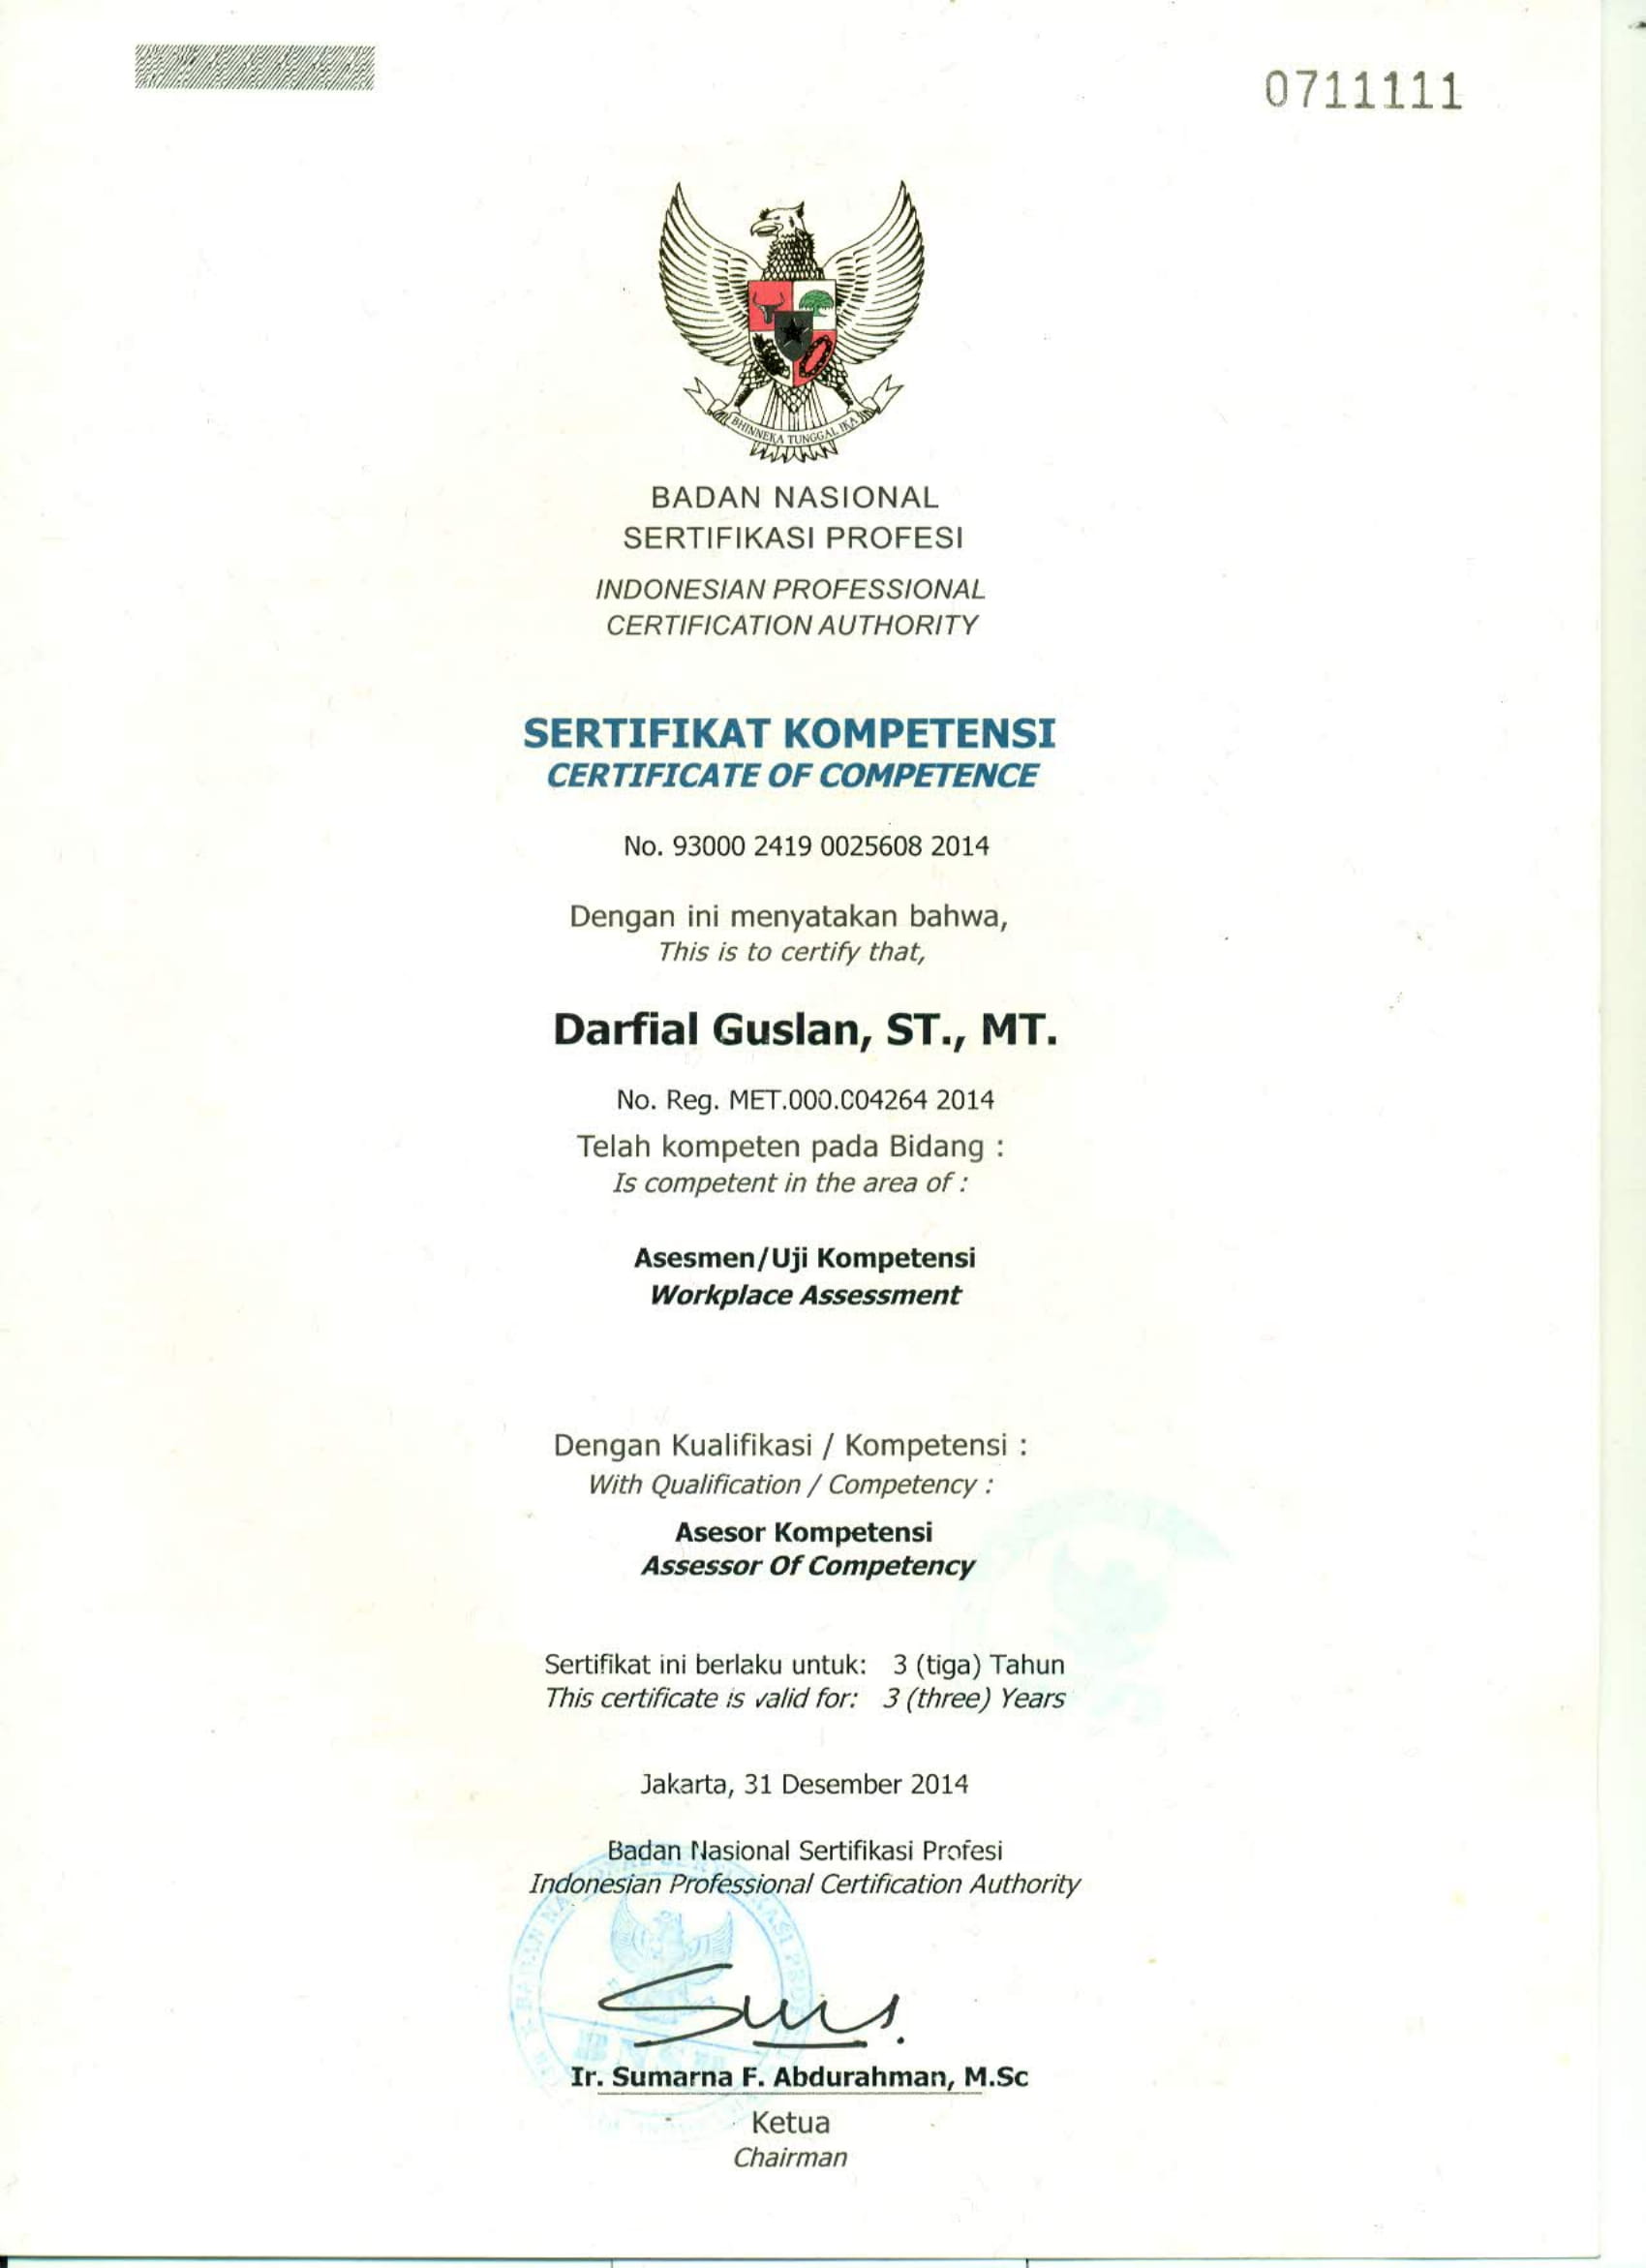 0711111
BHINNEKA TUNGGAL IKA
BADAN NASIONAL
SERTIFIKASI PROFESI
INDONESIAN PROFESSIONAL
CERTIFICATION AUTHORITY
SERTIFIKAT KOMPETENSI
CERTIFICATE OF COMPETENCE
No. 93000 2419 0025608 2014
Dengan ini menyatakan bahwa,
This is to certify that,
Darfial Guslan, ST., MT.
No. Reg. MET.000.004264 2014
Telah kompeten pada Bidang :
Is competent in the area of :
Asesmen/Uji Kompetensi
Workplace Assessment
Dengan Kualifikasi / Kompetensi :
With Qualification / Competency :
Asesor Kompetensi
Assessor Of Competency
Sertifikat ini berlaku untuk: 3 (tiga) Tahun
This certificate is valid for: 3 (three) Years
Jakarta, 31 Desember 2014
Badan Nasional Sertifikasi Profesi
Indonesian Professional Certification Authority
BNSP
Ir. Sumarna F. Abdurahman, M.Sc
Ketua
Chairman